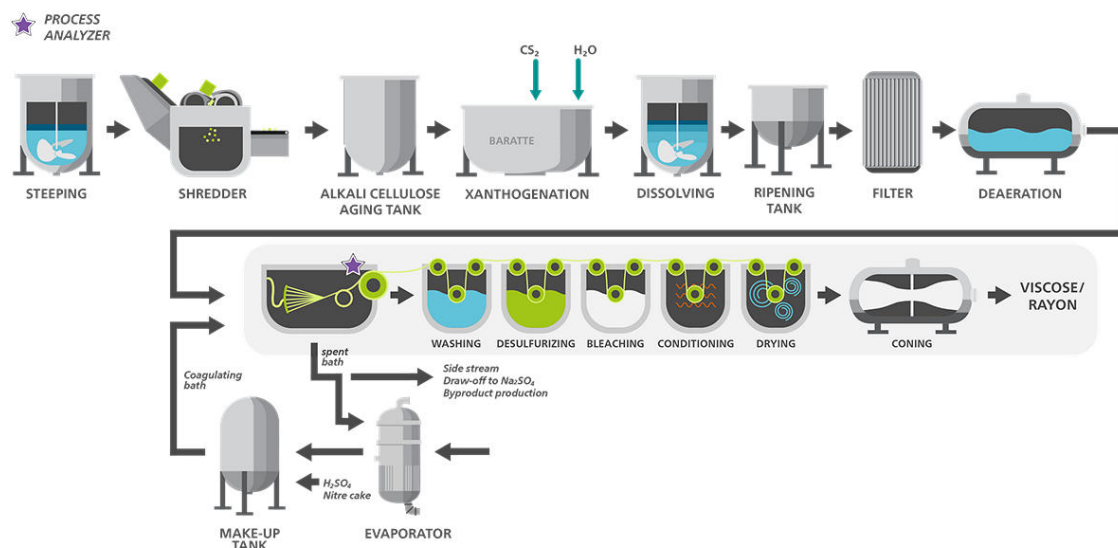 PROCESS
ANALYZER
CS₂
H₂O
BARATTE
STEEPING
SHREDDER
ALKALI CELLULOSE
AGING TANK
XANTHOGENATION
DISSOLVING
RIPENING
TANK
FILTER
DEAERATION
WASHING
DESULFURIZING
BLEACHING
CONDITIONING
DRYING
CONING
VISCOSE/
RAYON
spent
bath
Coagulating
bath
Side stream
Draw-off to Na₂SO₄
Byproduct production
H₂SO₄
Nitre cake
MAKE-UP
TANK
EVAPORATOR